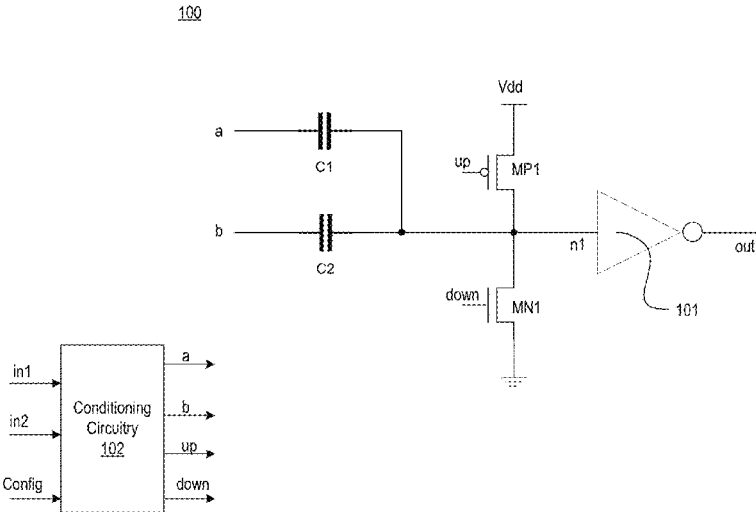 100
Vdd
a
C1
up
MP1
b
C2
n1
out
down
MN1
101
in1
in2
Config
Conditioning
Circuitry
102
a
b
up
down